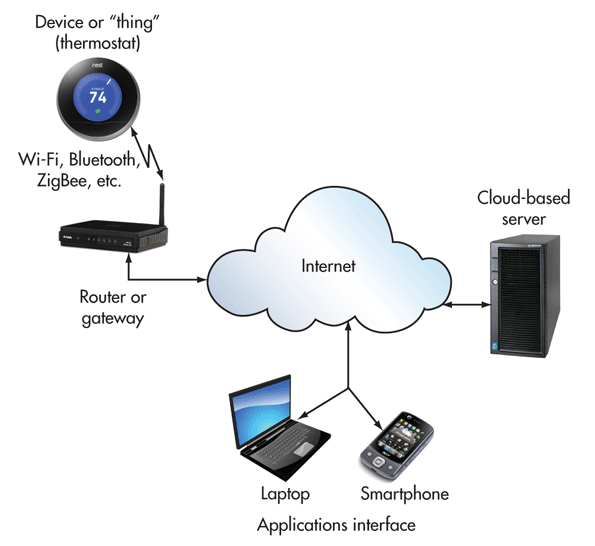 Device or “thing”
(thermostat)
nest
74
Wi-Fi, Bluetooth,
ZigBee, etc.
Router or
gateway
Internet
Cloud-based
server
Laptop
Smartphone
Applications interface